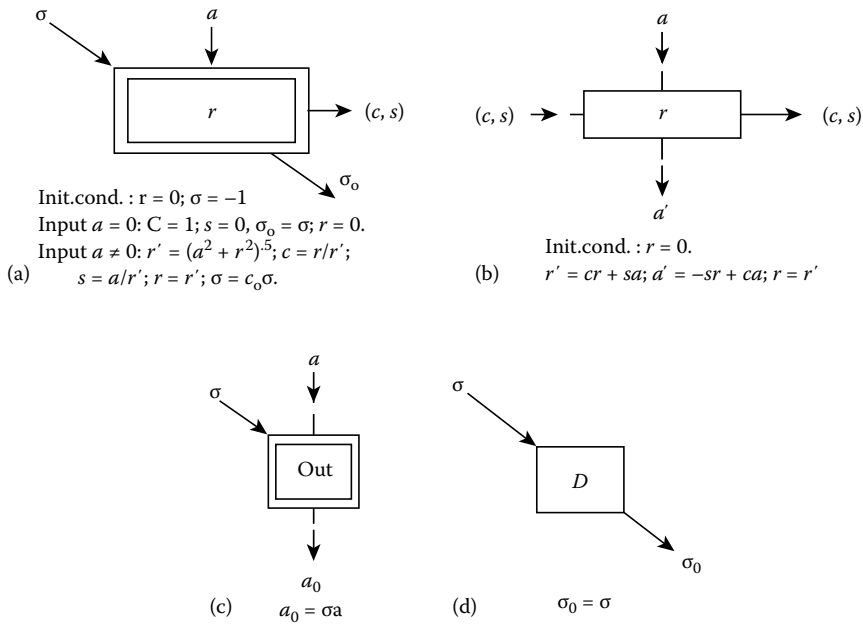 σ
a
r
(c, s)
σo
Init.cond. : r = 0; σ = −1
Input a = 0: C = 1; s = 0, σo = σ; r = 0.
Input a ≠ 0: r′ = (a² + r²)^.5; c = r/r′;
s = a/r′; r = r′; σ = coσ.
(a)
a
(c, s)
r
(c, s)
a′
Init.cond. : r = 0.
r′ = cr + sa; a′ = −sr + ca; r = r′
(b)
a
σ
Out
a0
(c)
a0 = σa
σ
D
σ0
(d)
σ0 = σ